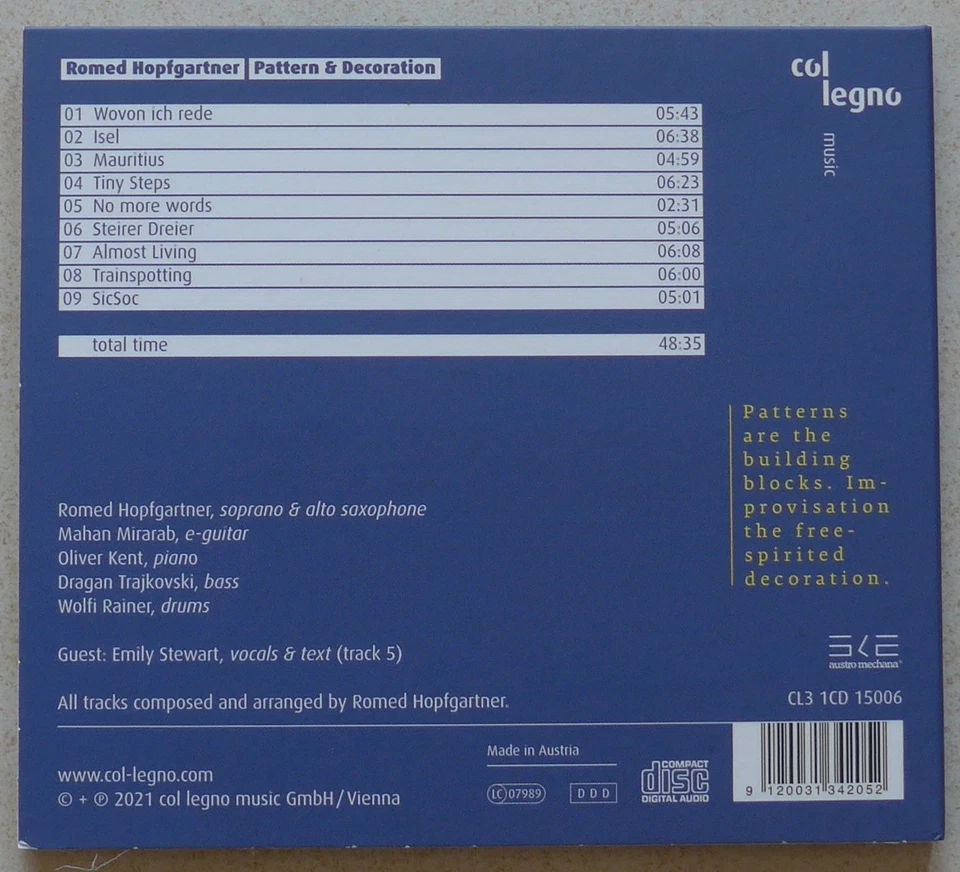 Romed Hopfgartner Pattern & Decoration
col
legno
music
01 Wovon ich rede 05:43
02 Isel 06:38
03 Mauritius 04:59
04 Tiny Steps 06:23
05 No more words 02:31
06 Steirer Dreier 05:06
07 Almost Living 06:08
08 Trainspotting 06:00
09 SicSoc 05:01
total time 48:35
Patterns
are the
building
blocks. Im-
provisation
the free-
spirited
decoration.
Romed Hopfgartner, soprano & alto saxophone
Mahan Mirarab, e-guitar
Oliver Kent, piano
Dragan Trajkovski, bass
Wolfi Rainer, drums
Guest: Emily Stewart, vocals & text (track 5)
austro mechana®
All tracks composed and arranged by Romed Hopfgartner.
CL3 1CD 15006
www.col-legno.com
© + ℗ 2021 col legno music GmbH/Vienna
Made in Austria
LC 07989
D D D
COMPACT
disc
DIGITAL AUDIO
9 120031 342052